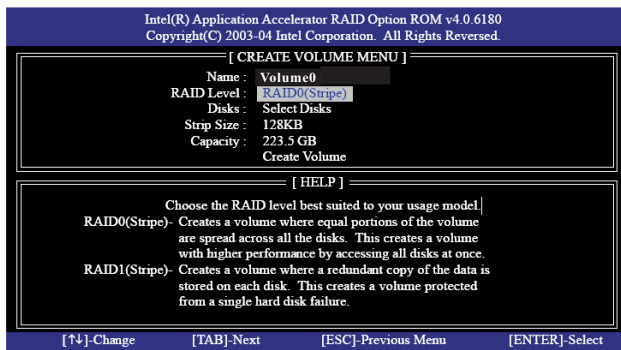 Intel(R) Application Accelerator RAID Option ROM v4.0.6180
Copyright(C) 2003-04 Intel Corporation. All Rights Reversed.
[ CREATE VOLUME MENU ]
Name : Volume0
RAID Level : RAID0(Stripe)
Disks : Select Disks
Strip Size : 128KB
Capacity : 223.5 GB
Create Volume
[ HELP ]
Choose the RAID level best suited to your usage model.
RAID0(Stripe)- Creates a volume where equal portions of the volume
are spread across all the disks. This creates a volume
with higher performance by accessing all disks at once.
RAID1(Stripe)- Creates a volume where a redundant copy of the data is
stored on each disk. This creates a volume protected
from a single hard disk failure.
[↑↓]-Change [TAB]-Next [ESC]-Previous Menu [ENTER]-Select